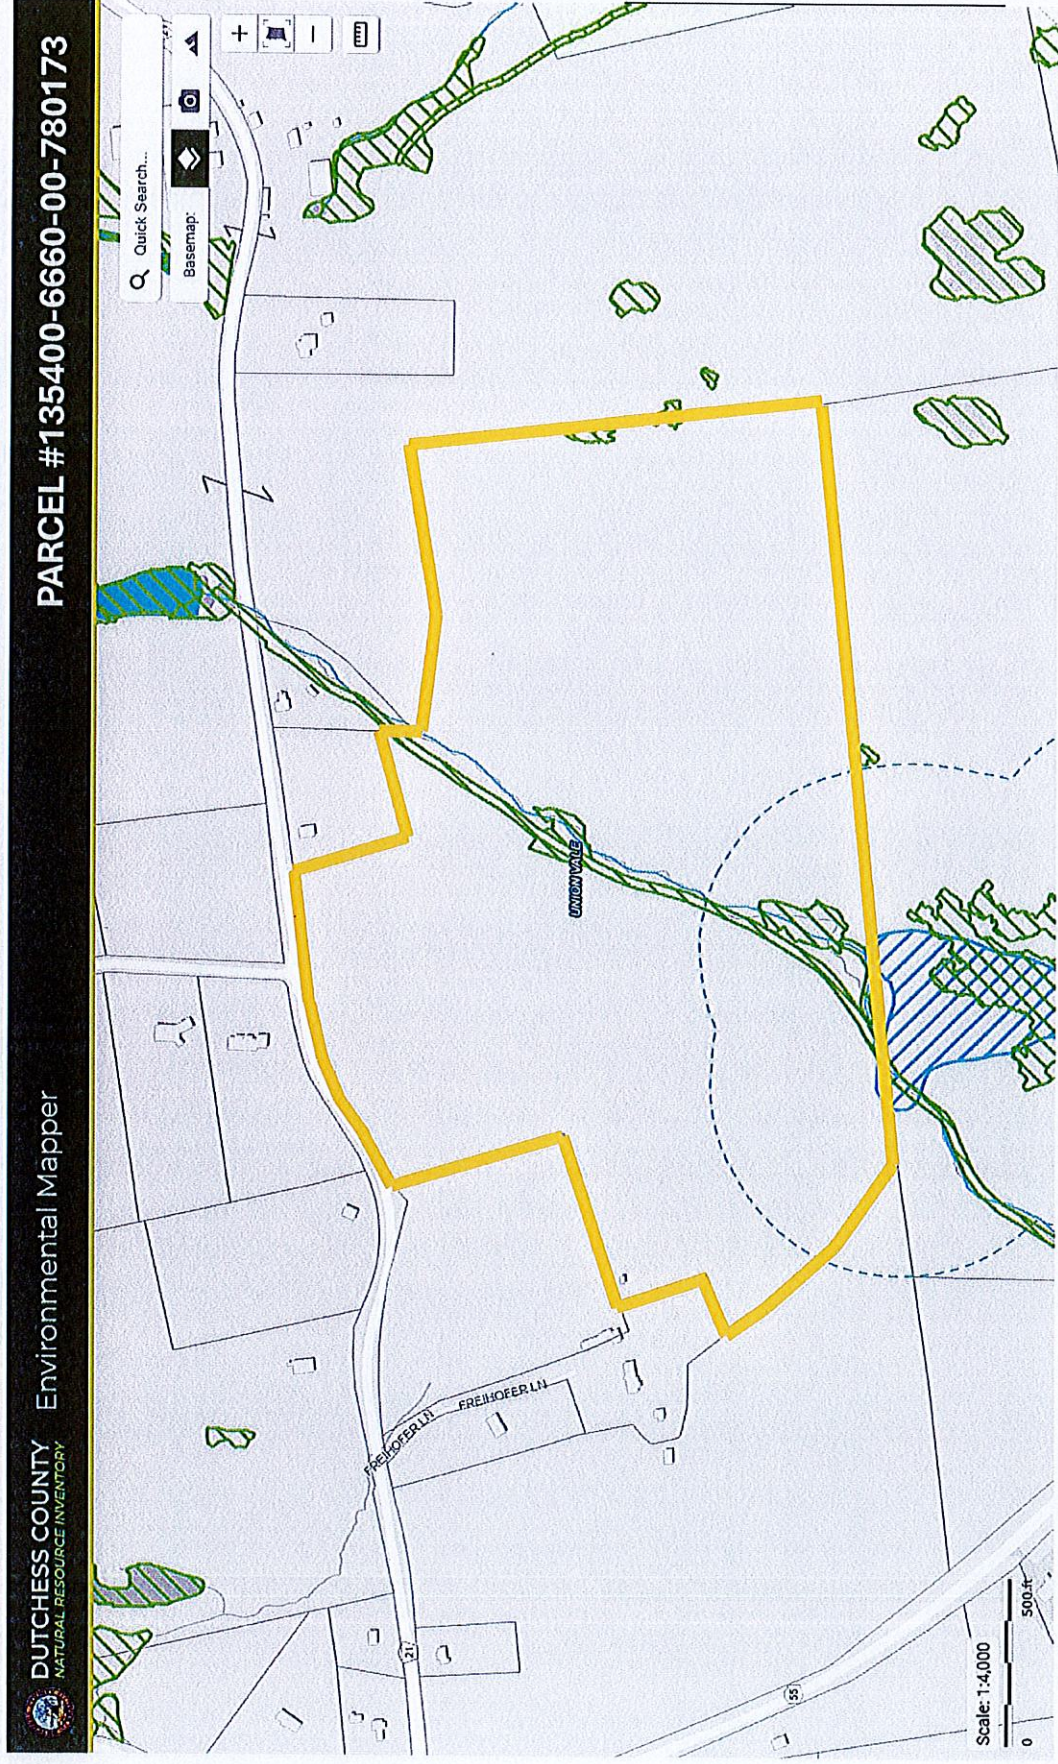 DUTCHESS COUNTY
NATURAL RESOURCE INVENTORY
Environmental Mapper
PARCEL #135400-6660-00-780173
Quick Search...
Basemap:
+
−
UNION VALE
FREIHOFER LN
FREIHOFER LN
21
55
Scale: 1:4,000
0
500 ft